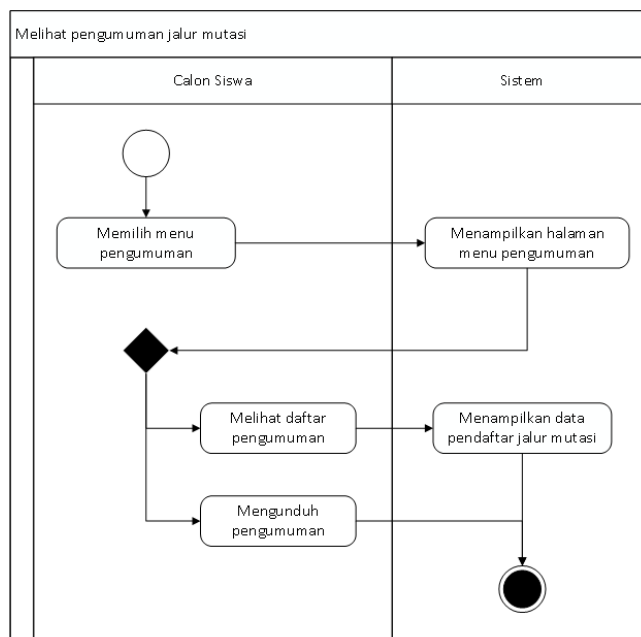 Melihat pengumuman jalur mutasi
Calon Siswa
Sistem
Memilih menu
pengumuman
Menampilkan halaman
menu pengumuman
Melihat daftar
pengumuman
Menampilkan data
pendaftar jalur mutasi
Mengunduh
pengumuman